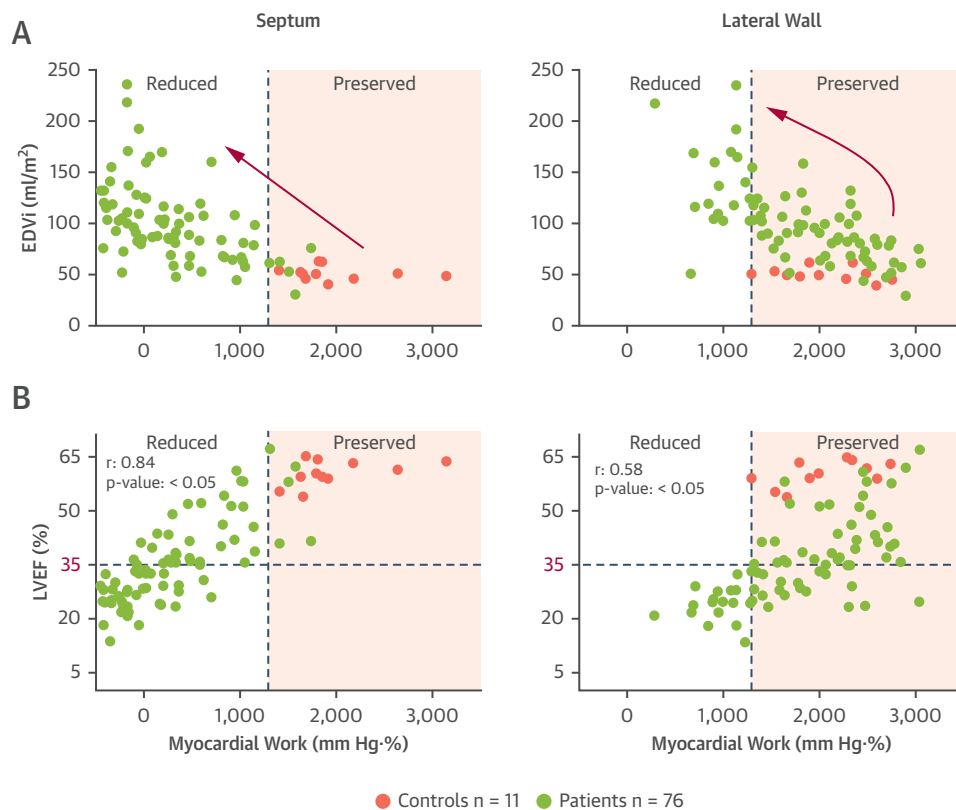 Septum
Lateral Wall
A
EDVi (ml/m²)
250
200
150
100
50
0
Reduced
Preserved
0
1,000
2,000
3,000
250
200
150
100
50
0
Reduced
Preserved
0
1,000
2,000
3,000
B
LVEF (%)
65
50
35
20
5
Reduced
Preserved
r: 0.84
p-value: < 0.05
0
1,000
2,000
3,000
Myocardial Work (mm Hg·%)
65
50
35
20
5
Reduced
Preserved
r: 0.58
p-value: < 0.05
0
1,000
2,000
3,000
Myocardial Work (mm Hg·%)
Controls n = 11 Patients n = 76